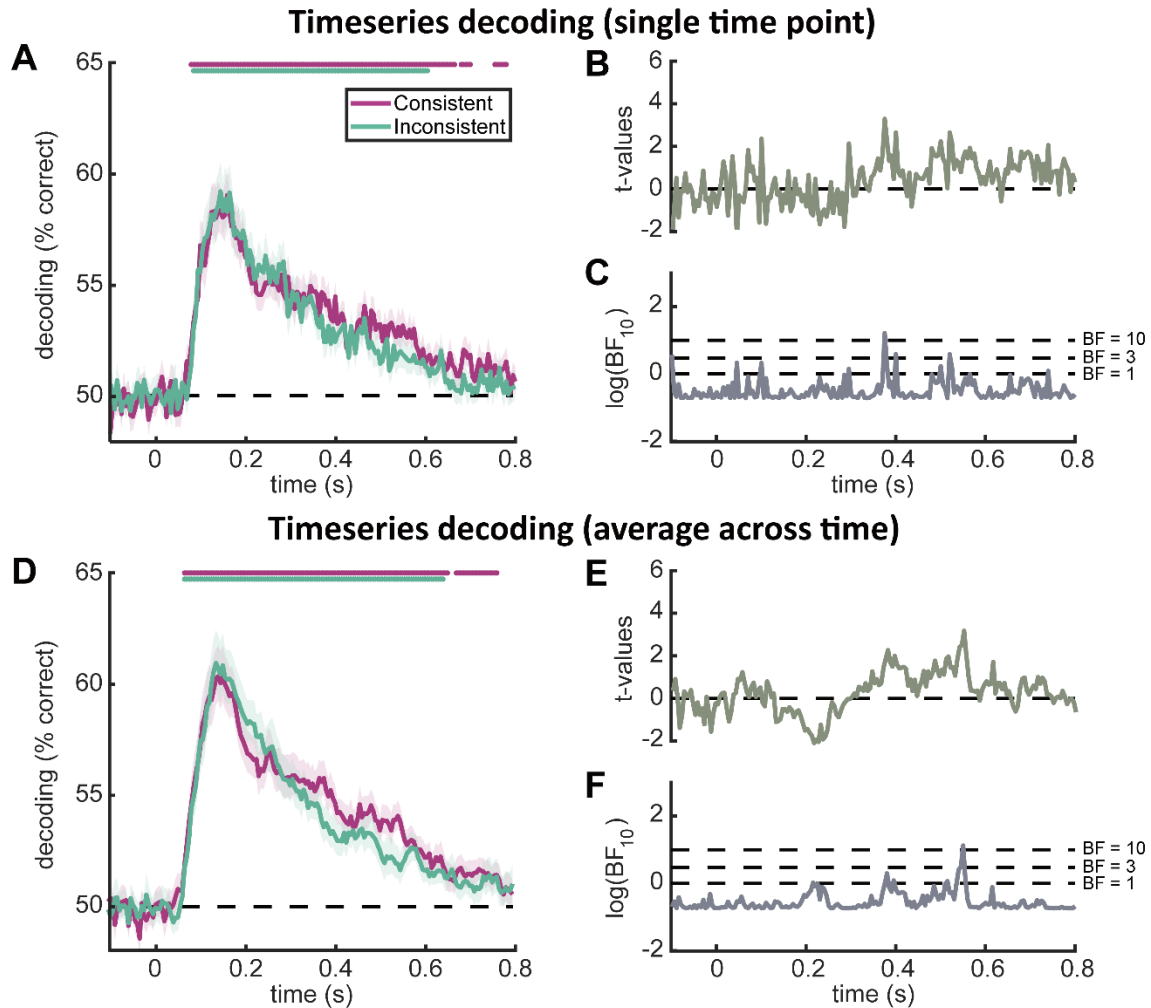 Timeseries decoding (single time point)
A
65
60
55
50
decoding (% correct)
Consistent
Inconsistent
0 0.2 0.4 0.6 0.8
time (s)
B
6
4
2
0
-2
t-values
C
2
0
-2
log(BF10)
BF = 10
BF = 3
BF = 1
0 0.2 0.4 0.6 0.8
time (s)
Timeseries decoding (average across time)
D
65
60
55
50
decoding (% correct)
0 0.2 0.4 0.6 0.8
time (s)
E
6
4
2
0
-2
t-values
F
2
0
-2
log(BF10)
BF = 10
BF = 3
BF = 1
0 0.2 0.4 0.6 0.8
time (s)